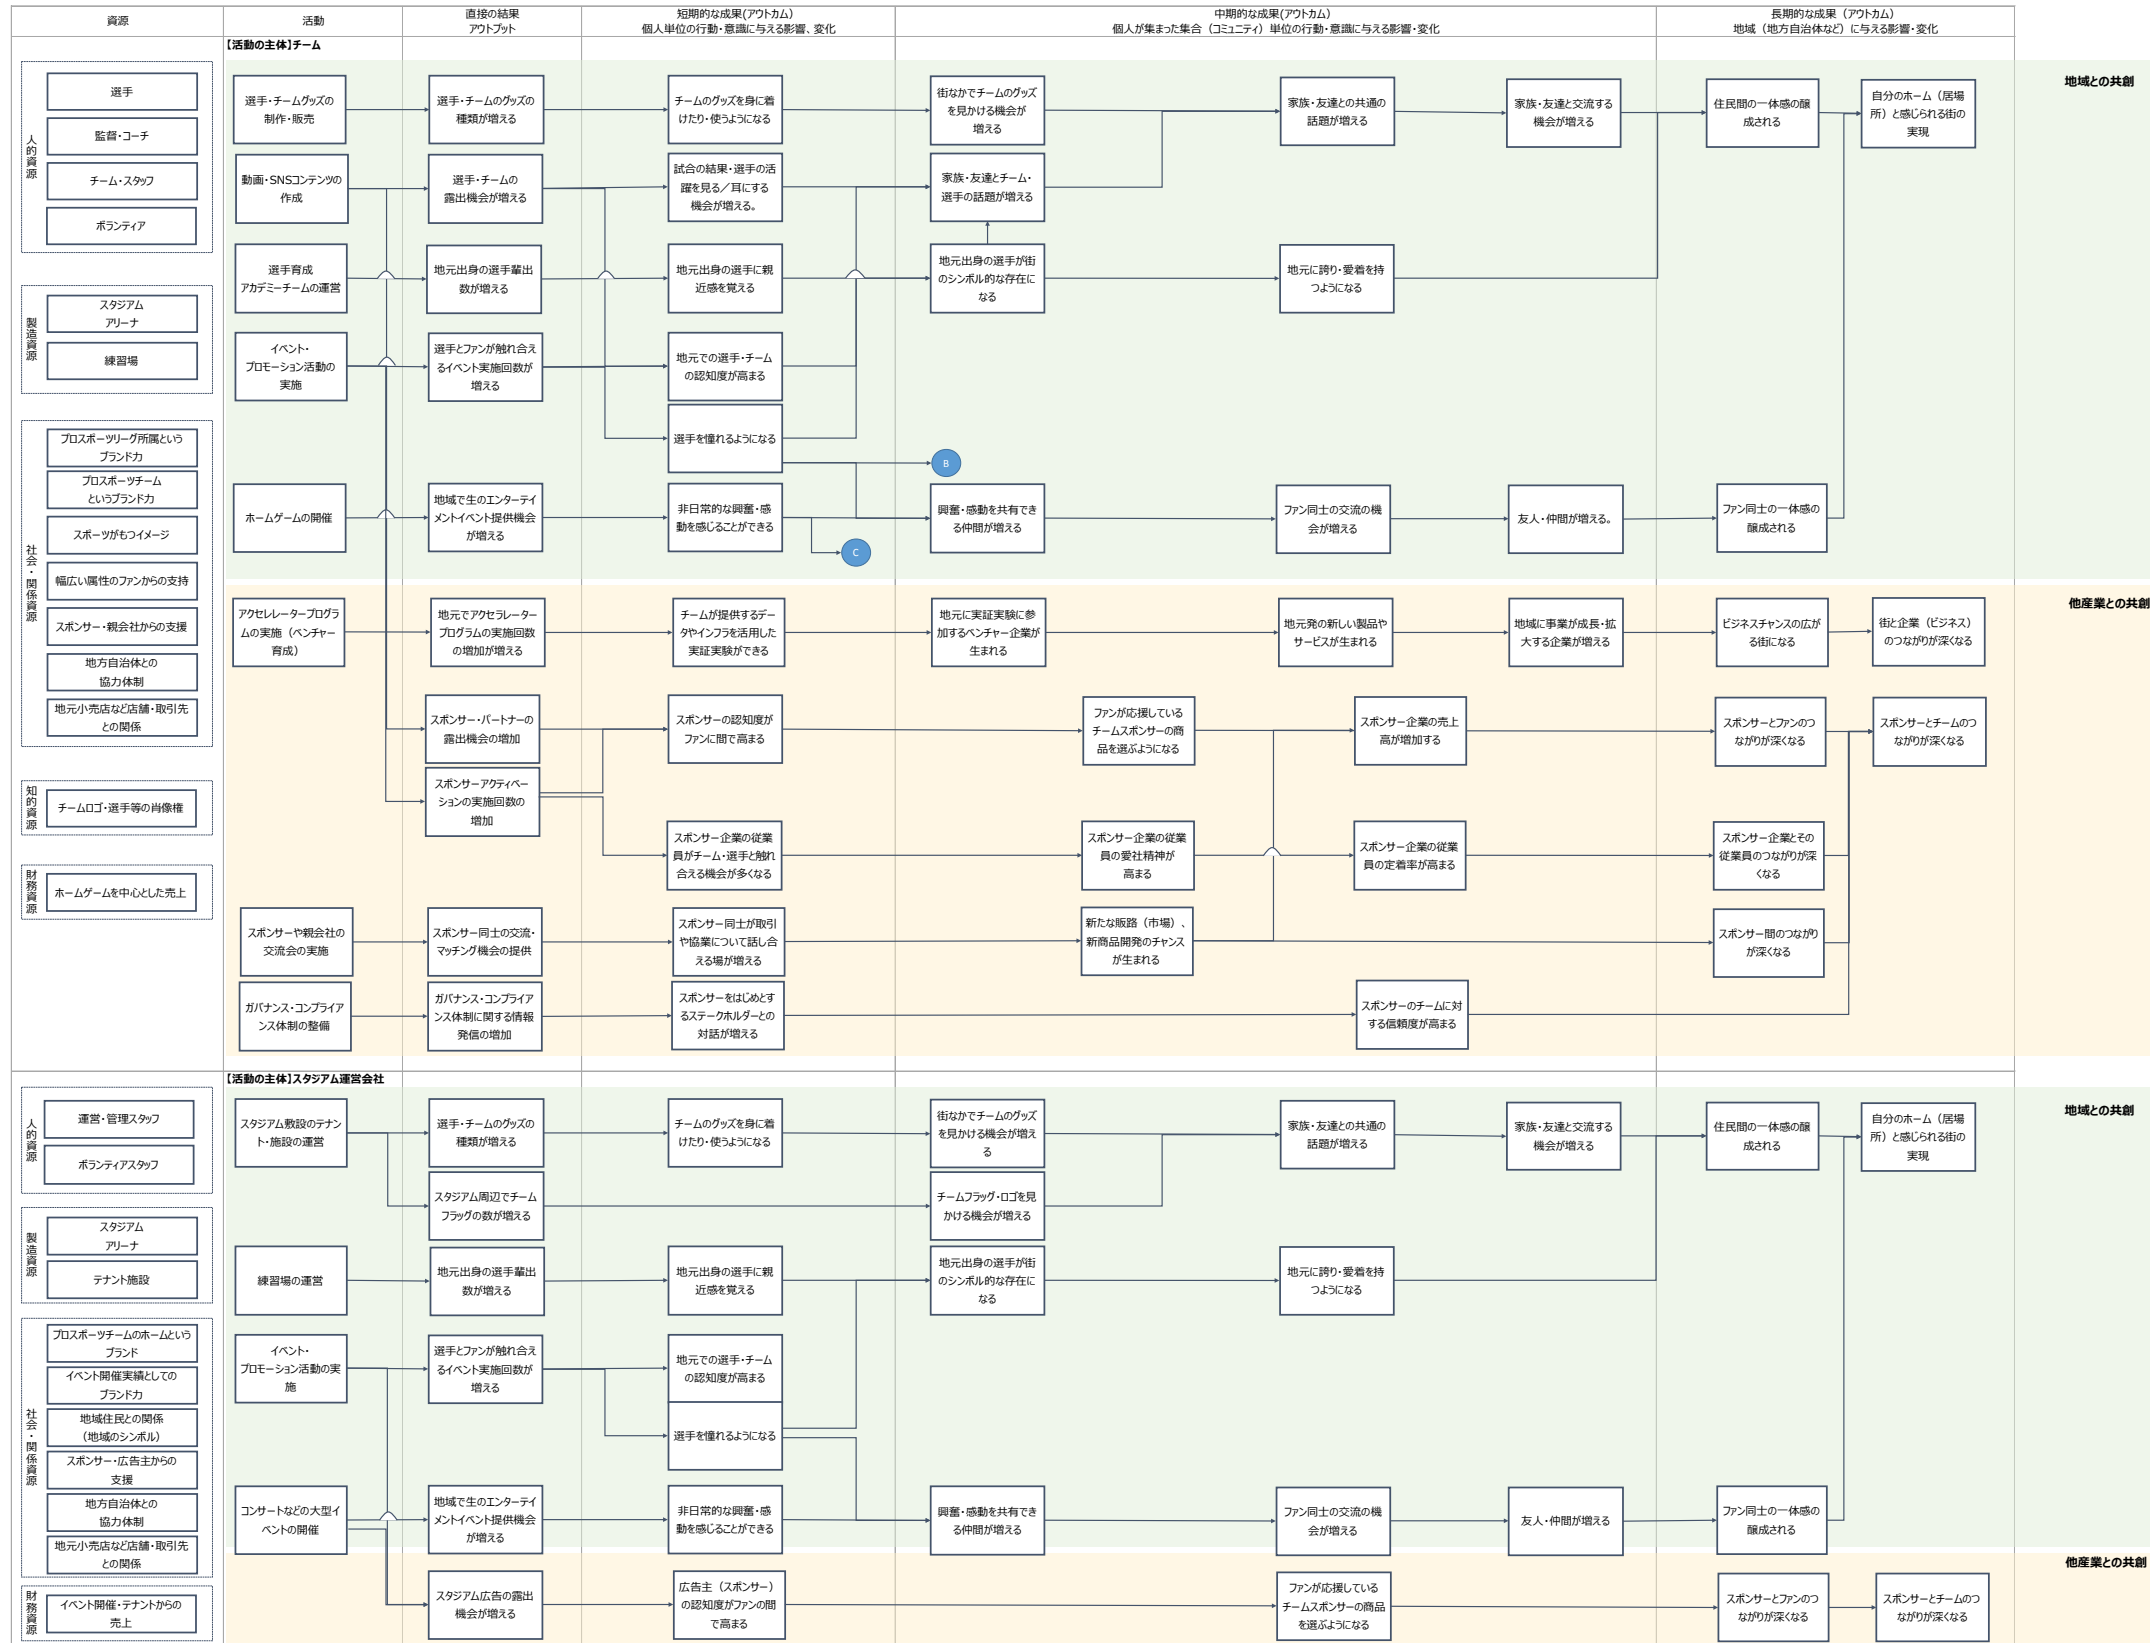 資源
活動
直接の結果
アウトプット
短期的な成果(アウトカム)
個人単位の行動・意識に与える影響、変化
中期的な成果(アウトカム)
個人が集まった集合（コミュニティ）単位の行動・意識に与える影響・変化
長期的な成果（アウトカム）
地域（地方自治体など）に与える影響・変化
【活動の主体】チーム
地域との共創
人的資源
選手
監督・コーチ
チーム・スタッフ
ボランティア
製造資源
スタジアム
アリーナ
練習場
社会・関係資源
プロスポーツリーグ所属という
ブランド力
プロスポーツチーム
というブランド力
スポーツがもつイメージ
幅広い属性のファンからの支持
スポンサー・親会社からの支援
地方自治体との
協力体制
地元小売店など店舗・取引先
との関係
知的資源
チームロゴ・選手等の肖像権
財務資源
ホームゲームを中心とした売上
選手・チームグッズの
制作・販売
選手・チームのグッズの
種類が増える
チームのグッズを身に着
けたり・使うようになる
街なかでチームのグッズ
を見かける機会が
増える
家族・友達との共通の
話題が増える
家族・友達と交流する
機会が増える
住民間の一体感の醸
成される
自分のホーム（居場
所）と感じられる街の
実現
動画・SNSコンテンツの
作成
選手・チームの
露出機会が増える
試合の結果・選手の活
躍を見る／耳にする
機会が増える。
家族・友達とチーム・
選手の話題が増える
選手育成
アカデミーチームの運営
地元出身の選手輩出
数が増える
地元出身の選手に親
近感を覚える
地元出身の選手が街
のシンボル的な存在に
なる
地元に誇り・愛着を持
つようになる
イベント・
プロモーション活動の
実施
選手とファンが触れ合え
るイベント実施回数が
増える
地元での選手・チーム
の認知度が高まる
選手を憧れるようになる
B
ホームゲームの開催
地域で生のエンターテイ
メントイベント提供機会
が増える
非日常的な興奮・感
動を感じることができる
C
興奮・感動を共有でき
る仲間が増える
ファン同士の交流の機
会が増える
友人・仲間が増える。
ファン同士の一体感の
醸成される
他産業との共創
アクセレレータープログラ
ムの実施（ベンチャー
育成）
地元でアクセラレーター
プログラムの実施回数
の増加が増える
チームが提供するデー
タやインフラを活用した
実証実験ができる
地元に実証実験に参
加するベンチャー企業が
生まれる
地元発の新しい製品や
サービスが生まれる
地域に事業が成長・拡
大する企業が増える
ビジネスチャンスの広が
る街になる
街と企業（ビジネス）
のつながりが深くなる
スポンサー・パートナーの
露出機会の増加
スポンサーの認知度が
ファンに間で高まる
ファンが応援している
チームスポンサーの商
品を選ぶようになる
スポンサー企業の売上
高が増加する
スポンサーとファンのつ
ながりが深くなる
スポンサーとチームのつ
ながりが深くなる
スポンサーアクティベー
ションの実施回数の
増加
スポンサー企業の従業
員がチーム・選手と触れ
合える機会が多くなる
スポンサー企業の従業
員の愛社精神が
高まる
スポンサー企業の従業
員の定着率が高まる
スポンサー企業とその
従業員のつながりが深
くなる
スポンサーや親会社の
交流会の実施
スポンサー同士の交流・
マッチング機会の提供
スポンサー同士が取引
や協業について話し合
える場が増える
新たな販路（市場）、
新商品開発のチャンス
が生まれる
スポンサー間のつながり
が深くなる
ガバナンス・コンプライア
ンス体制の整備
ガバナンス・コンプライア
ンス体制に関する情報
発信の増加
スポンサーをはじめとす
るステークホルダーとの
対話が増える
スポンサーのチームに対
する信頼度が高まる
【活動の主体】スタジアム運営会社
地域との共創
人的資源
運営・管理スタッフ
ボランティアスタッフ
製造資源
スタジアム
アリーナ
テナント施設
社会・関係資源
プロスポーツチームのホームという
ブランド
イベント開催実績としての
ブランド力
地域住民との関係
（地域のシンボル）
スポンサー・広告主からの
支援
地方自治体との
協力体制
地元小売店など店舗・取引先
との関係
財務資源
イベント開催・テナントからの
売上
スタジアム敷設のテナン
ト・施設の運営
選手・チームのグッズの
種類が増える
チームのグッズを身に着
けたり・使うようになる
街なかでチームのグッズ
を見かける機会が増え
る
家族・友達との共通の
話題が増える
家族・友達と交流する
機会が増える
住民間の一体感の醸
成される
自分のホーム（居場
所）と感じられる街の
実現
スタジアム周辺でチーム
フラッグの数が増える
チームフラッグ・ロゴを見
かける機会が増える
練習場の運営
地元出身の選手輩出
数が増える
地元出身の選手に親
近感を覚える
地元出身の選手が街
のシンボル的な存在に
なる
地元に誇り・愛着を持
つようになる
イベント・
プロモーション活動の実
施
選手とファンが触れ合え
るイベント実施回数が
増える
地元での選手・チーム
の認知度が高まる
選手を憧れるようになる
コンサートなどの大型イ
ベントの開催
地域で生のエンターテイ
メントイベント提供機会
が増える
非日常的な興奮・感
動を感じることができる
興奮・感動を共有でき
る仲間が増える
ファン同士の交流の機
会が増える
友人・仲間が増える
ファン同士の一体感の
醸成される
他産業との共創
スタジアム広告の露出
機会が増える
広告主（スポンサー）
の認知度がファンの間
で高まる
ファンが応援している
チームスポンサーの商品
を選ぶようになる
スポンサーとファンのつ
ながりが深くなる
スポンサーとチームのつ
ながりが深くなる